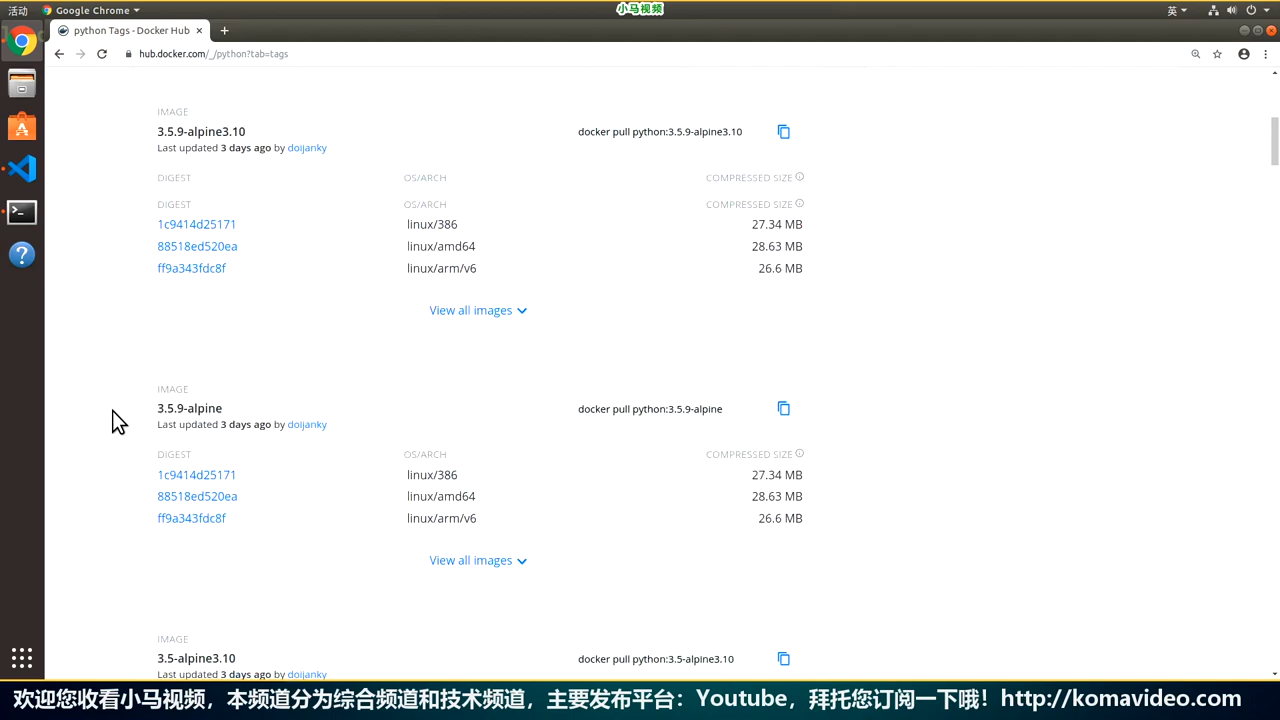 活动
Google Chrome
小马视频
英
python Tags - Docker Hub
hub.docker.com/_/python?tab=tags
IMAGE
3.5.9-alpine3.10
docker pull python:3.5.9-alpine3.10
Last updated 3 days ago by doijanky
DIGEST OS/ARCH COMPRESSED SIZE
DIGEST OS/ARCH COMPRESSED SIZE
1c9414d25171 linux/386 27.34 MB
88518ed520ea linux/amd64 28.63 MB
ff9a343fdc8f linux/arm/v6 26.6 MB
View all images
IMAGE
3.5.9-alpine
docker pull python:3.5.9-alpine
Last updated 3 days ago by doijanky
DIGEST OS/ARCH COMPRESSED SIZE
1c9414d25171 linux/386 27.34 MB
88518ed520ea linux/amd64 28.63 MB
ff9a343fdc8f linux/arm/v6 26.6 MB
View all images
IMAGE
3.5-alpine3.10
docker pull python:3.5-alpine3.10
Last updated 3 days ago by doijanky
欢迎您收看小马视频，本频道分为综合频道和技术频道，主要发布平台：Youtube，拜托您订阅一下哦！http://komavideo.com